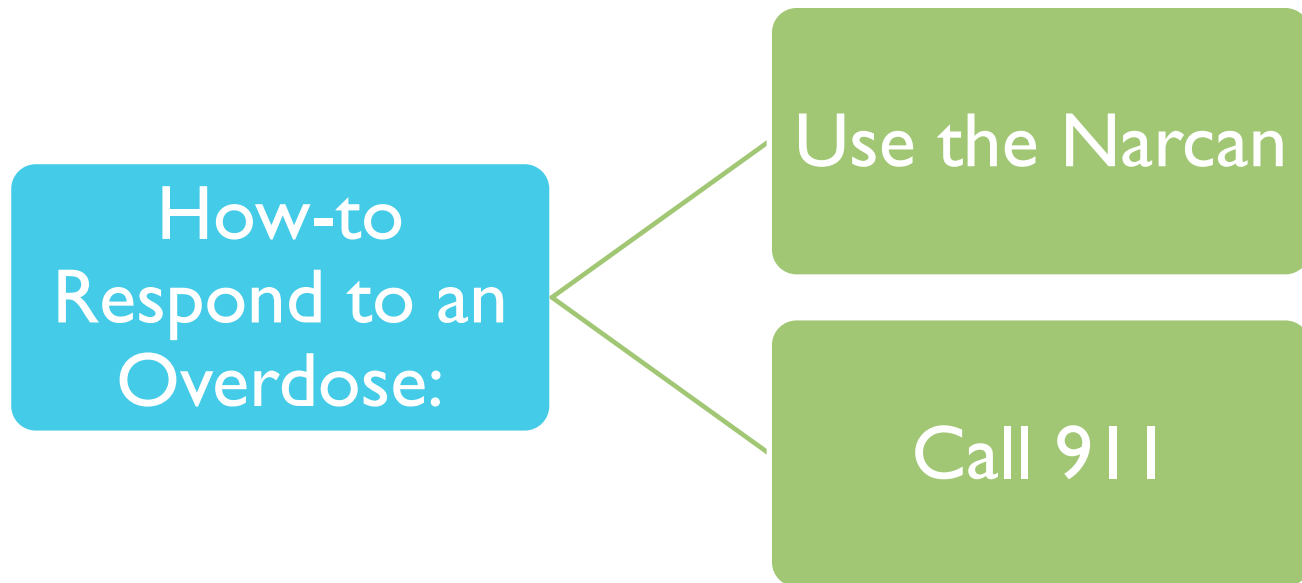 How-to
Respond to an
Overdose:
Use the Narcan
Call 911